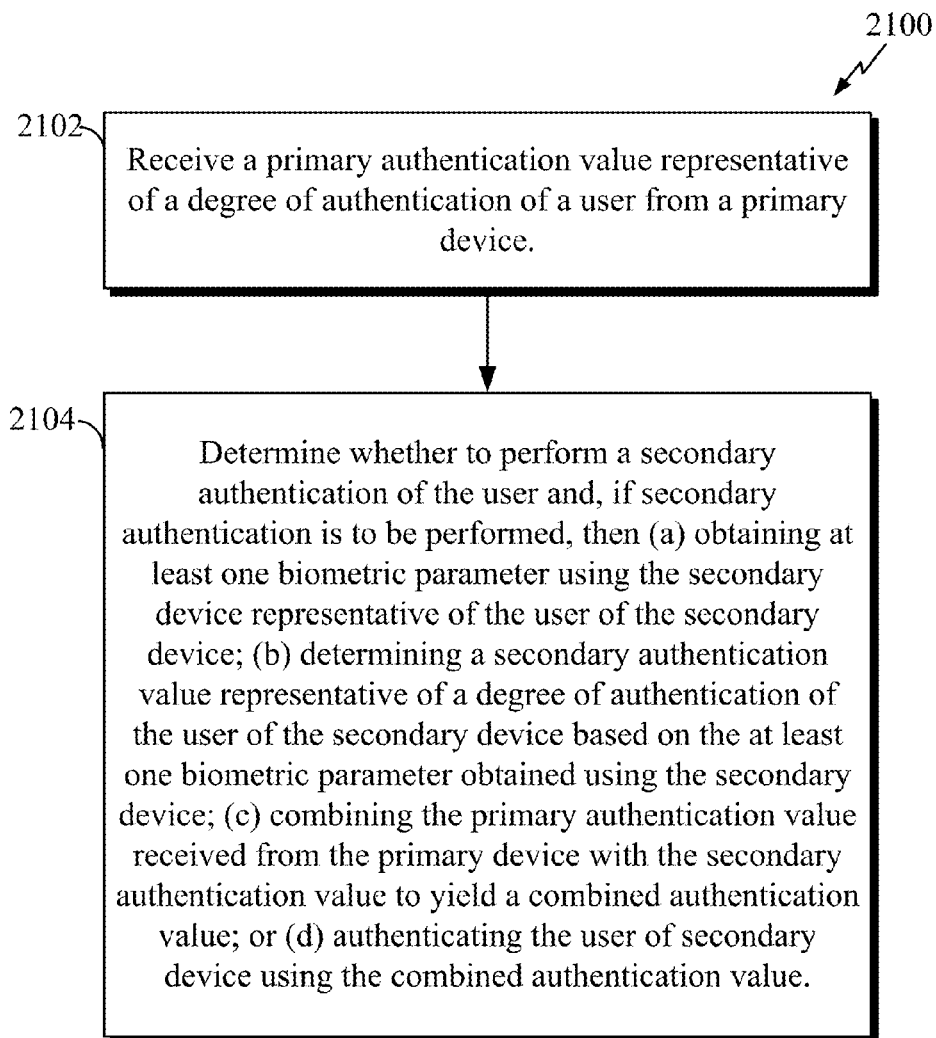 2100
2102
Receive a primary authentication value representative
of a degree of authentication of a user from a primary
device.
2104
Determine whether to perform a secondary
authentication of the user and, if secondary
authentication is to be performed, then (a) obtaining at
least one biometric parameter using the secondary
device representative of the user of the secondary
device; (b) determining a secondary authentication
value representative of a degree of authentication of
the user of the secondary device based on the at least
one biometric parameter obtained using the secondary
device; (c) combining the primary authentication value
received from the primary device with the secondary
authentication value to yield a combined authentication
value; or (d) authenticating the user of secondary
device using the combined authentication value.